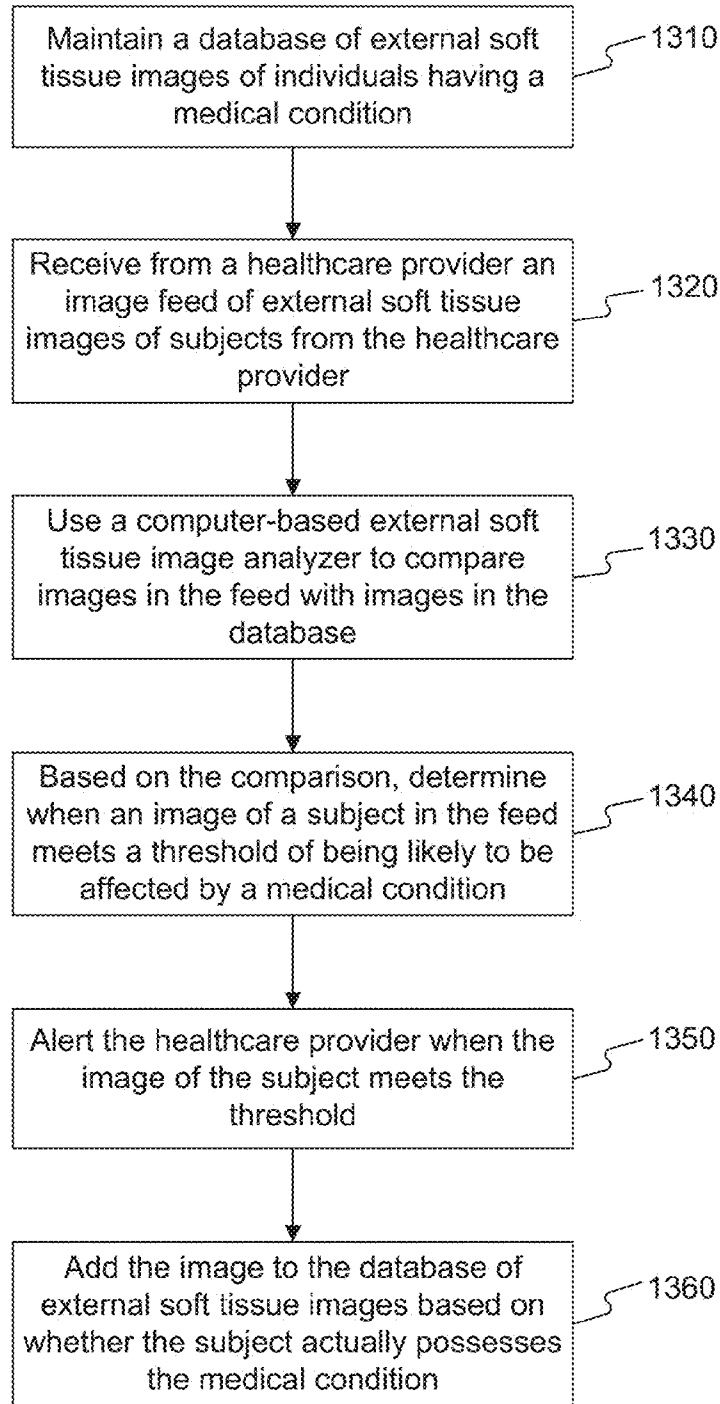 Maintain a database of external soft
tissue images of individuals having a
medical condition
1310
Receive from a healthcare provider an
image feed of external soft tissue
images of subjects from the healthcare
provider
1320
Use a computer-based external soft
tissue image analyzer to compare
images in the feed with images in the
database
1330
Based on the comparison, determine
when an image of a subject in the feed
meets a threshold of being likely to be
affected by a medical condition
1340
Alert the healthcare provider when the
image of the subject meets the
threshold
1350
Add the image to the database of
external soft tissue images based on
whether the subject actually possesses
the medical condition
1360